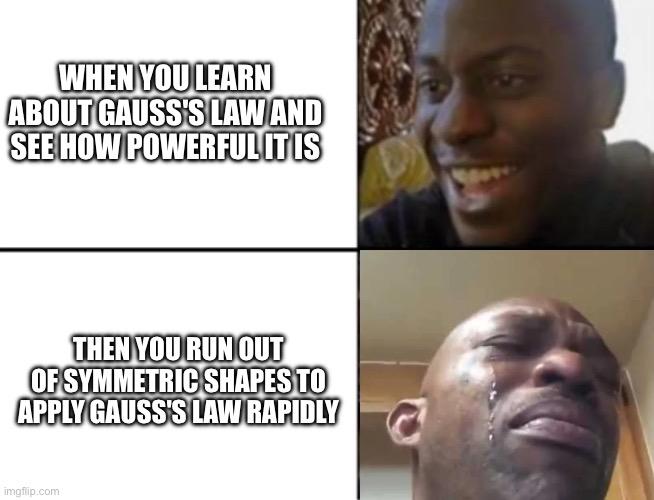 WHEN YOU LEARN
ABOUT GAUSS'S LAW AND
SEE HOW POWERFUL IT IS
THEN YOU RUN OUT
OF SYMMETRIC SHAPES TO
APPLY GAUSS'S LAW RAPIDLY
imgflip.com